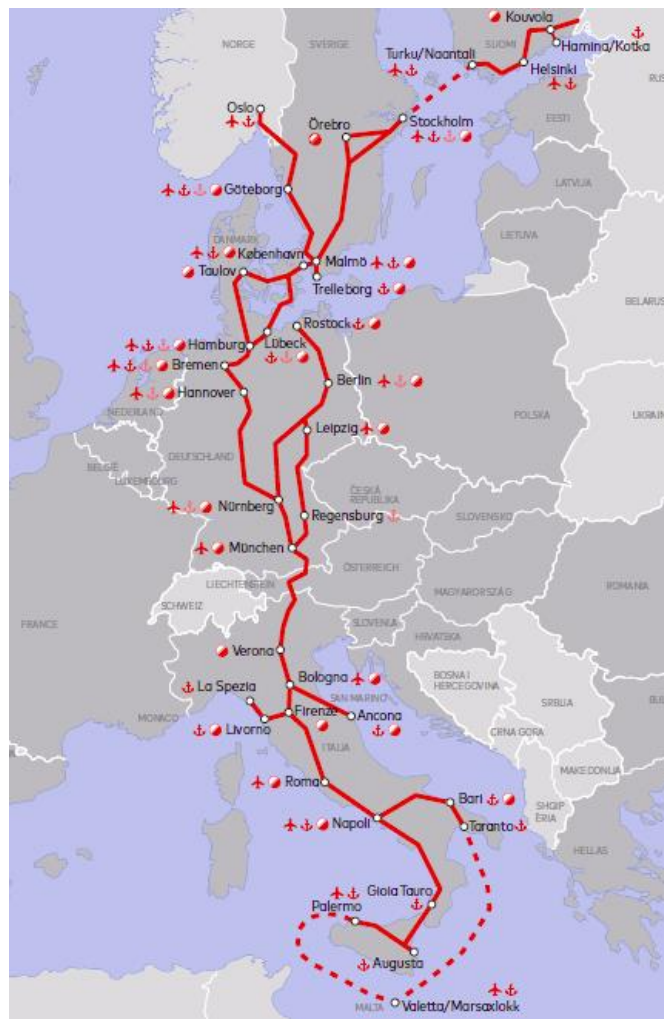 Kouvola
NORGE
SVERIGE
SUOMI
Turku/Naantali
Hamina/Kotka
Helsinki
Oslo
Örebro
Stockholm
EESTI
Göteborg
LATVIJA
DANMARK
København
Malmö
LIETUVA
Taulov
Trelleborg
BELARUS
Rostock
Hamburg
Lübeck
Bremen
Berlin
Hannover
NEDERLAND
POLSKA
Leipzig
UKRAIN
BELGIË
DEUTSCHLAND
LUXEMBOURG
ČESKÁ
REPUBLIKA
Nürnberg
Regensburg
SLOVENSKO
München
ÖSTERREICH
LIECHTENSTEIN
MAGYARORSZÁG
SCHWEIZ
ROMANIA
FRANCE
SLOVENIJA
HRVATSKA
Verona
Bologna
BOSNA I
HERCEGOVINA
La Spezia
SAN MARINO
SRBIJA
MONACO
Firenze
Ancona
Livorno
ITALIA
CRNA GORA
MAKEDONIJA
Roma
Bari
SHQIP
ËRIA
Napoli
Taranto
HELLAS
Gioia Tauro
Palermo
Augusta
MALTA
Valetta/Marsaxlokk